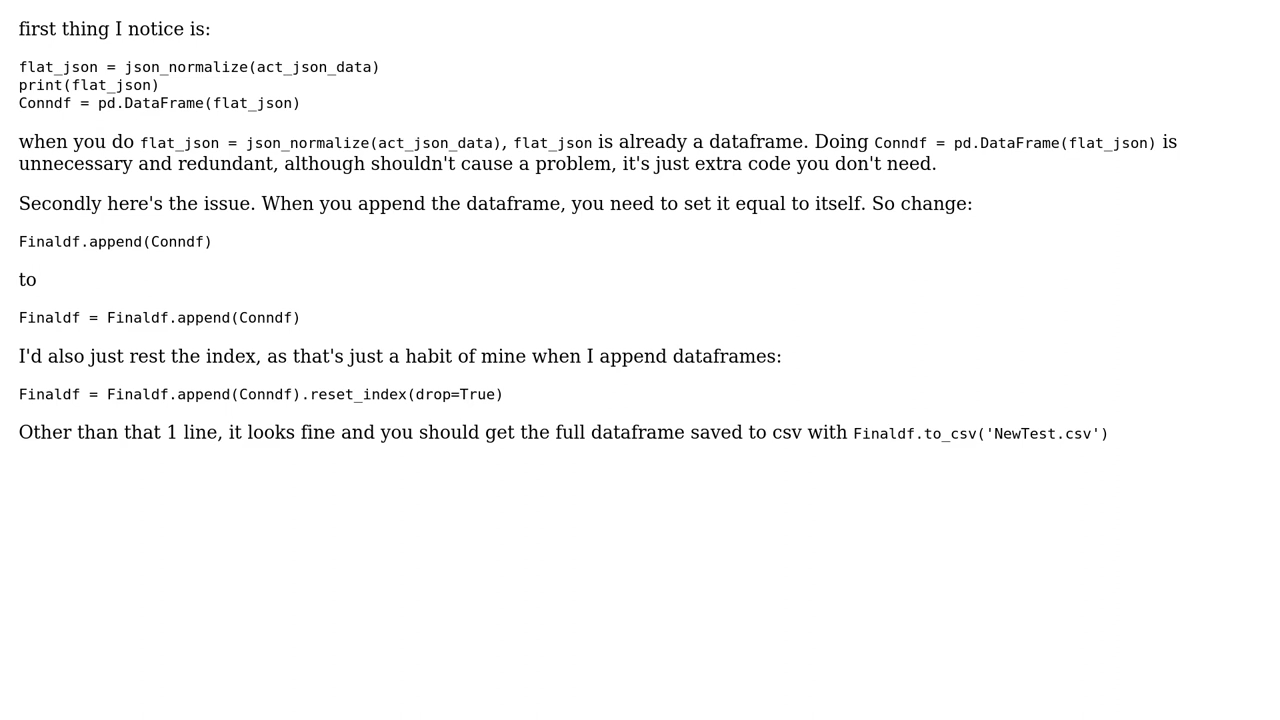 first thing I notice is:
flat_json = json_normalize(act_json_data)
print(flat_json)
Conndf = pd.DataFrame(flat_json)
when you do flat_json = json_normalize(act_json_data), flat_json is already a dataframe. Doing Conndf = pd.DataFrame(flat_json) is
unnecessary and redundant, although shouldn't cause a problem, it's just extra code you don't need.
Secondly here's the issue. When you append the dataframe, you need to set it equal to itself. So change:
Finaldf.append(Conndf)
to
Finaldf = Finaldf.append(Conndf)
I'd also just rest the index, as that's just a habit of mine when I append dataframes:
Finaldf = Finaldf.append(Conndf).reset_index(drop=True)
Other than that 1 line, it looks fine and you should get the full dataframe saved to csv with Finaldf.to_csv('NewTest.csv')